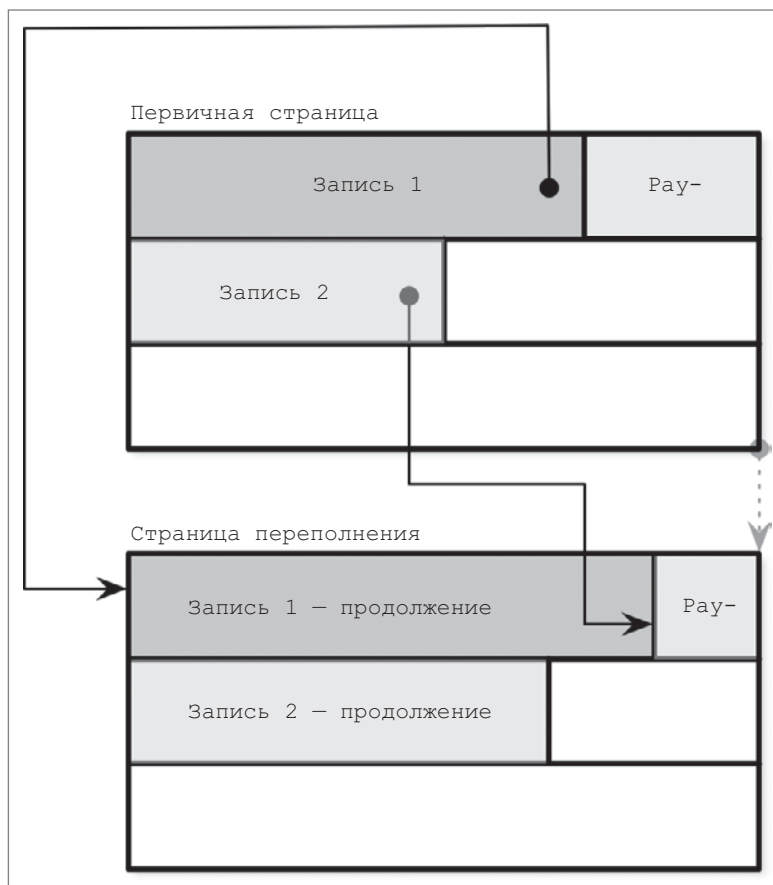 Первичная страница
Запись 1 Pay-
Запись 2
Страница переполнения
Запись 1 — продолжение Pay-
Запись 2 — продолжение